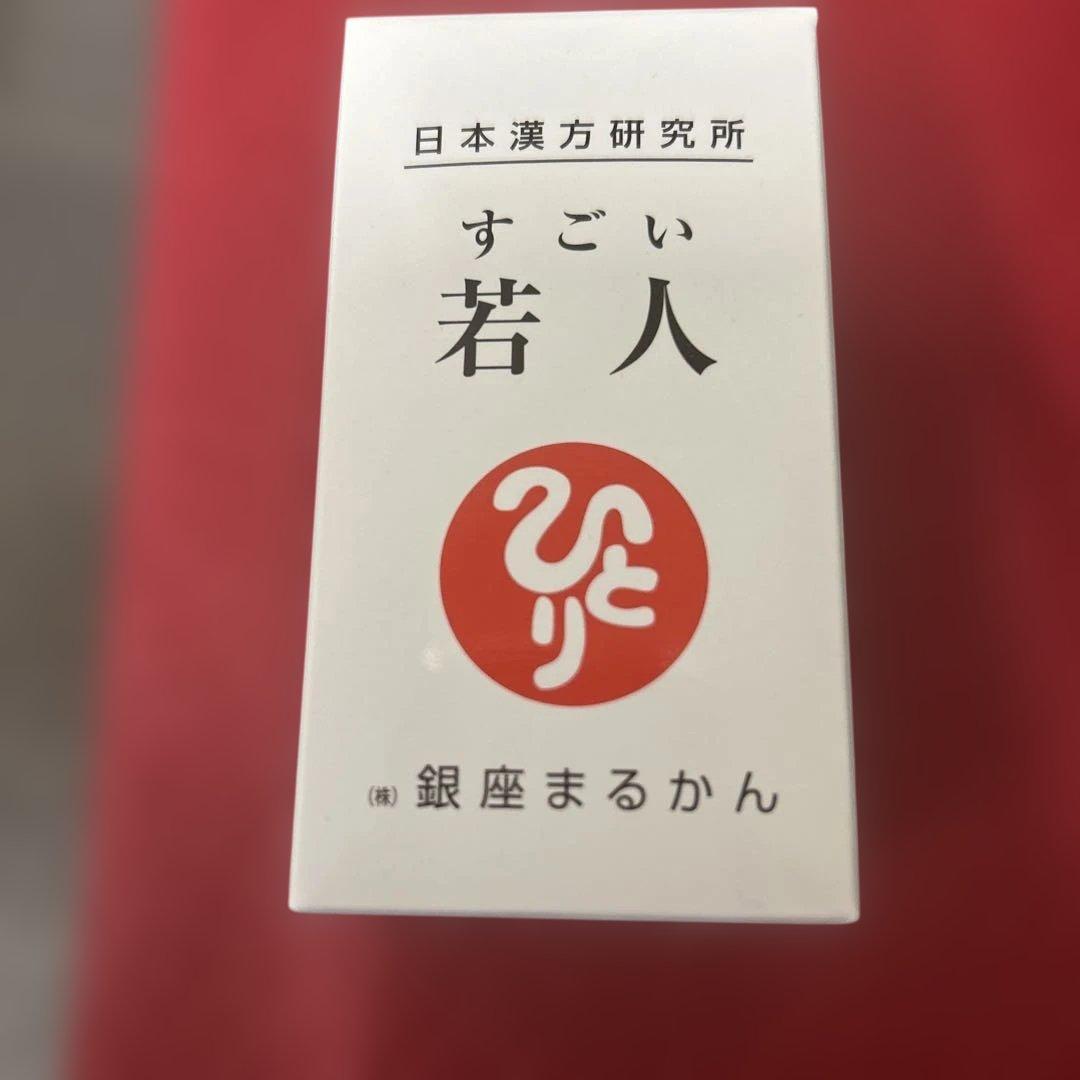 日本漢方研究所
すごい
若人
ひとり
㈱ 銀座まるかん